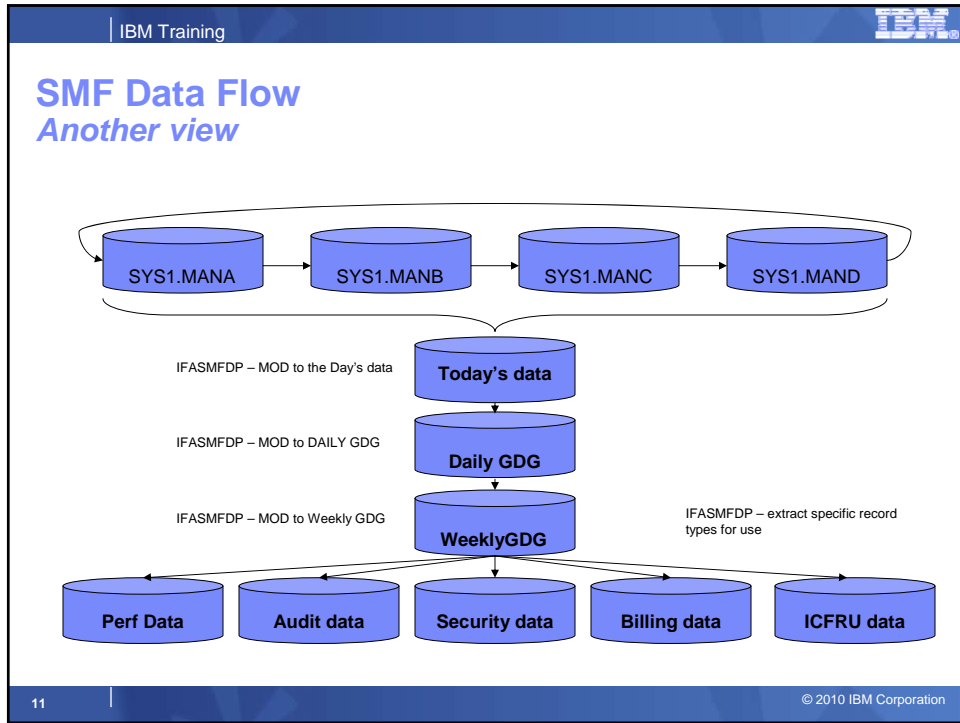 IBM Training
IBM®
SMF Data Flow
Another view
SYS1.MANA
SYS1.MANB
SYS1.MANC
SYS1.MAND
IFASMFDP – MOD to the Day's data
Today's data
IFASMFDP – MOD to DAILY GDG
Daily GDG
IFASMFDP – MOD to Weekly GDG
WeeklyGDG
IFASMFDP – extract specific record
types for use
Perf Data
Audit data
Security data
Billing data
ICFRU data
11
© 2010 IBM Corporation